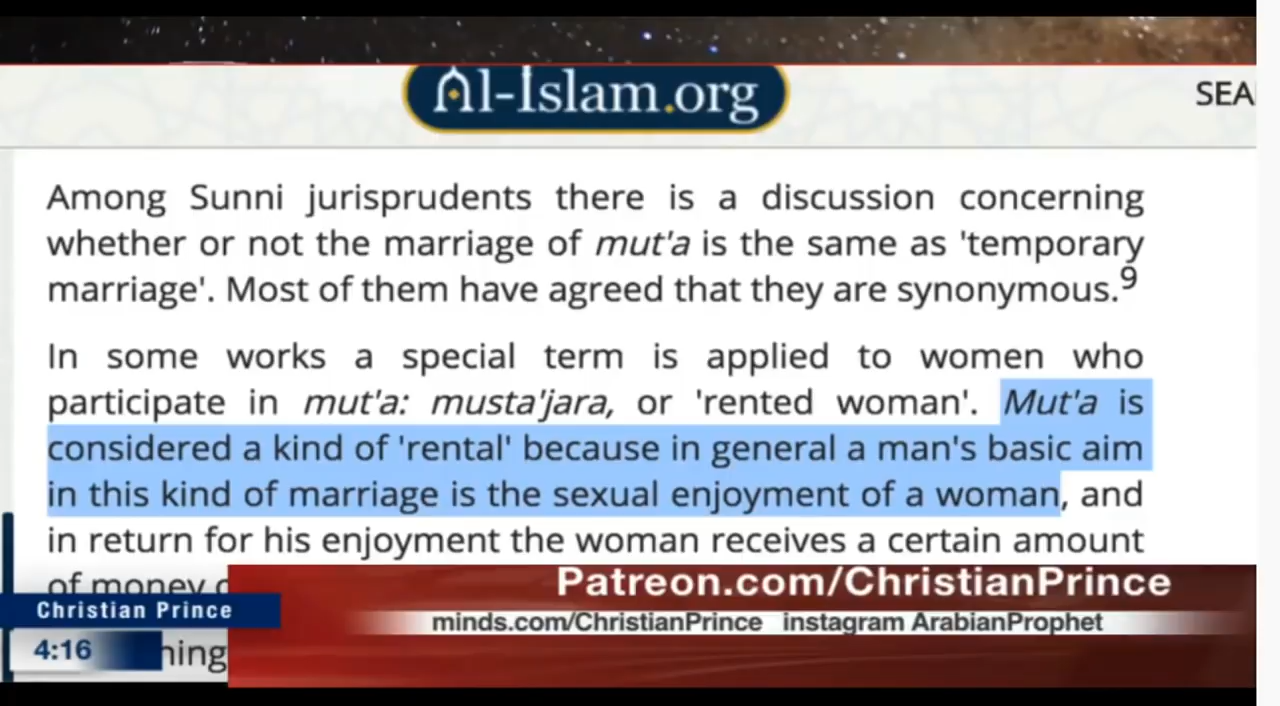 Al-Islam.org
SEA
Among Sunni jurisprudents there is a discussion concerning
whether or not the marriage of mut'a is the same as 'temporary
marriage'. Most of them have agreed that they are synonymous.9
In some works a special term is applied to women who
participate in mut'a: musta'jara, or 'rented woman'. Mut'a is
considered a kind of 'rental' because in general a man's basic aim
in this kind of marriage is the sexual enjoyment of a woman, and
in return for his enjoyment the woman receives a certain amount
of money
Patreon.com/ChristianPrince
Christian Prince
minds.com/ChristianPrince instagram ArabianProphet
4:16
hing